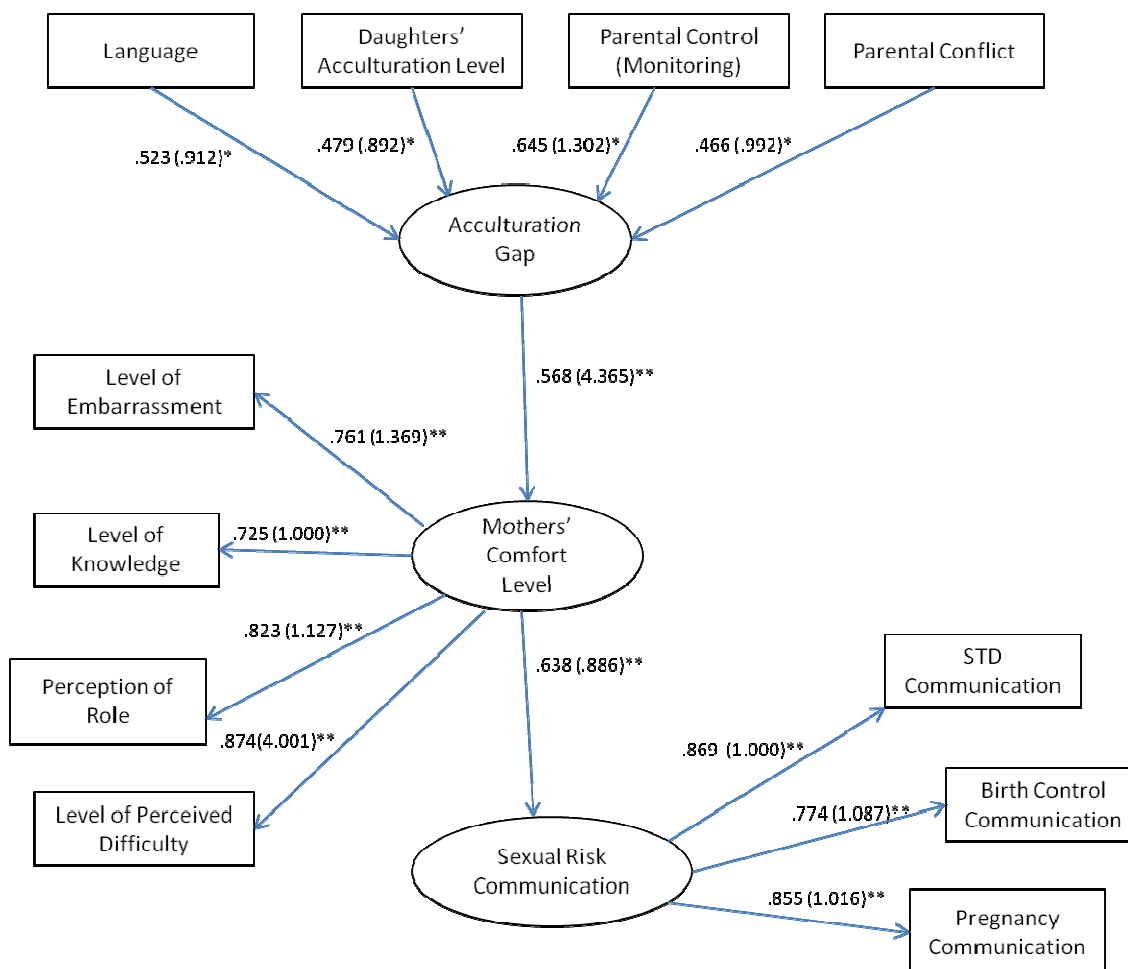 Language
Daughters'
Acculturation Level
Parental Control
(Monitoring)
Parental Conflict
.523 (.912)*
.479 (.892)*
.645 (1.302)*
.466 (.992)*
Acculturation
Gap
.568 (4.365)**
Level of
Embarrassment
.761 (1.369)**
Level of
Knowledge
.725 (1.000)**
Mothers'
Comfort
Level
.823 (1.127)**
.638 (.886)**
Perception of
Role
.874(4.001)**
STD
Communication
.869 (1.000)**
Level of Perceived
Difficulty
.774 (1.087)**
Birth Control
Communication
Sexual Risk
Communication
.855 (1.016)**
Pregnancy
Communication